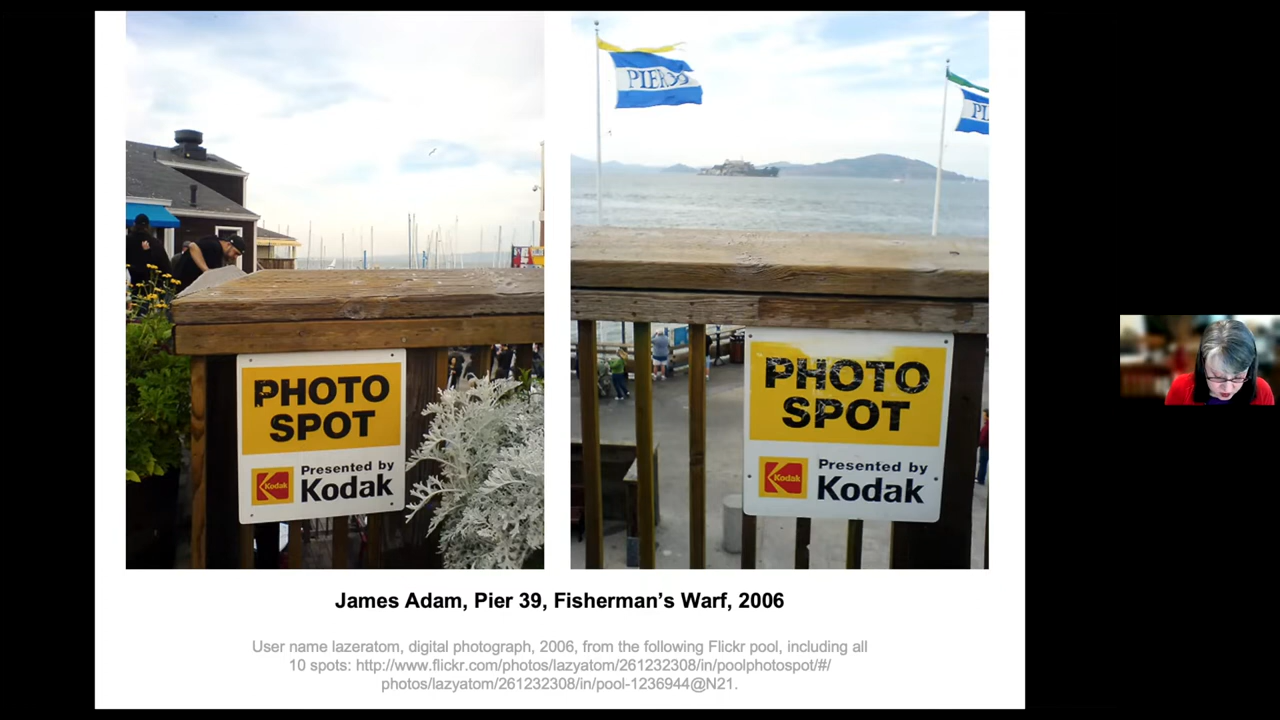 PIER39
PI
PHOTO
SPOT
Presented by
Kodak
Kodak
PHOTO
SPOT
Presented by
Kodak
Kodak
James Adam, Pier 39, Fisherman's Warf, 2006
User name lazeratom, digital photograph, 2006, from the following Flickr pool, including all
10 spots: http://www.flickr.com/photos/lazyatom/261232308/in/poolphotospot/#/
photos/lazyatom/261232308/in/pool-1236944@N21.